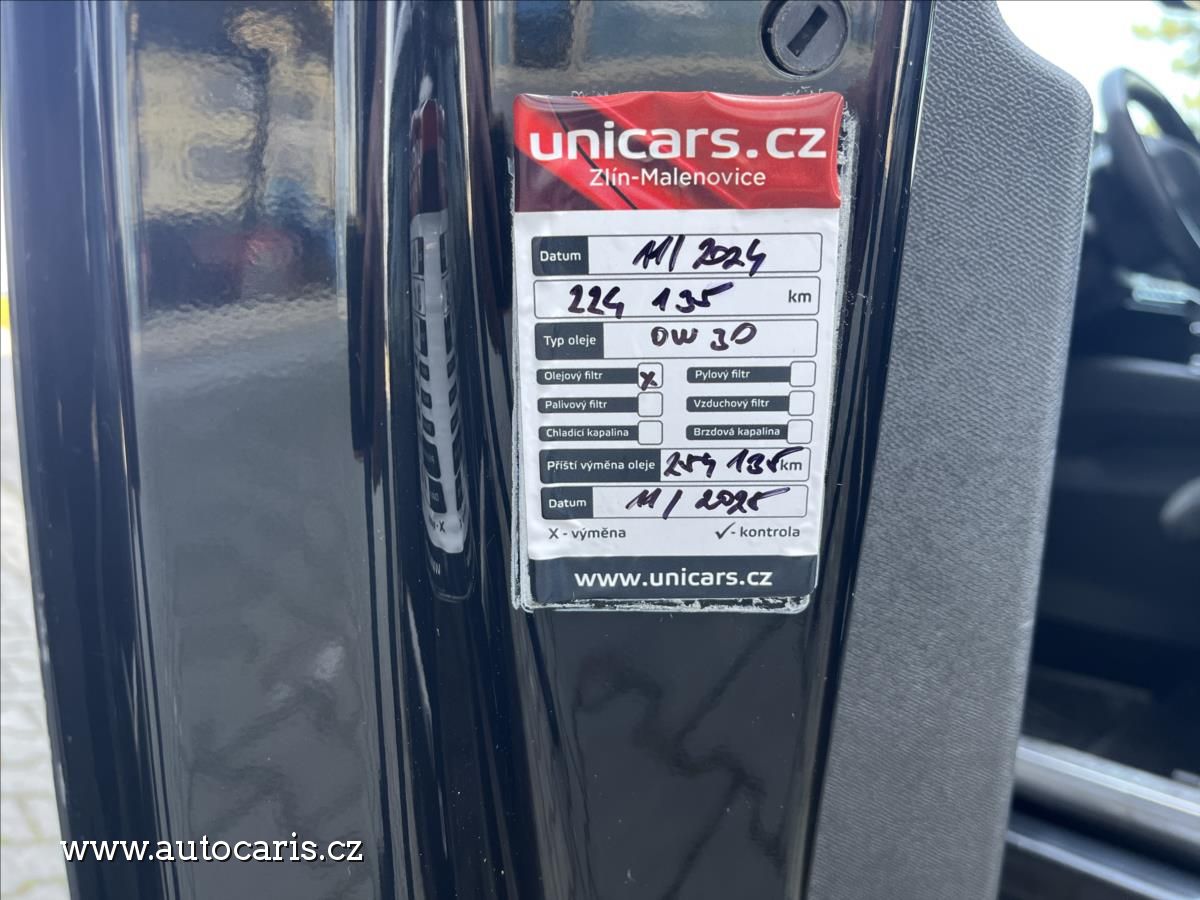 unicars.cz
Zlín-Malenovice
Datum 11/2024
224 135 km
Typ oleje 0W30
Olejový filtr X Pylový filtr
Palivový filtr Vzduchový filtr
Chladící kapalina Brzdová kapalina
Příští výměna oleje 254 135 km
Datum 11/2025
X - výměna ✓- kontrola
www.unicars.cz
www.autocaris.cz